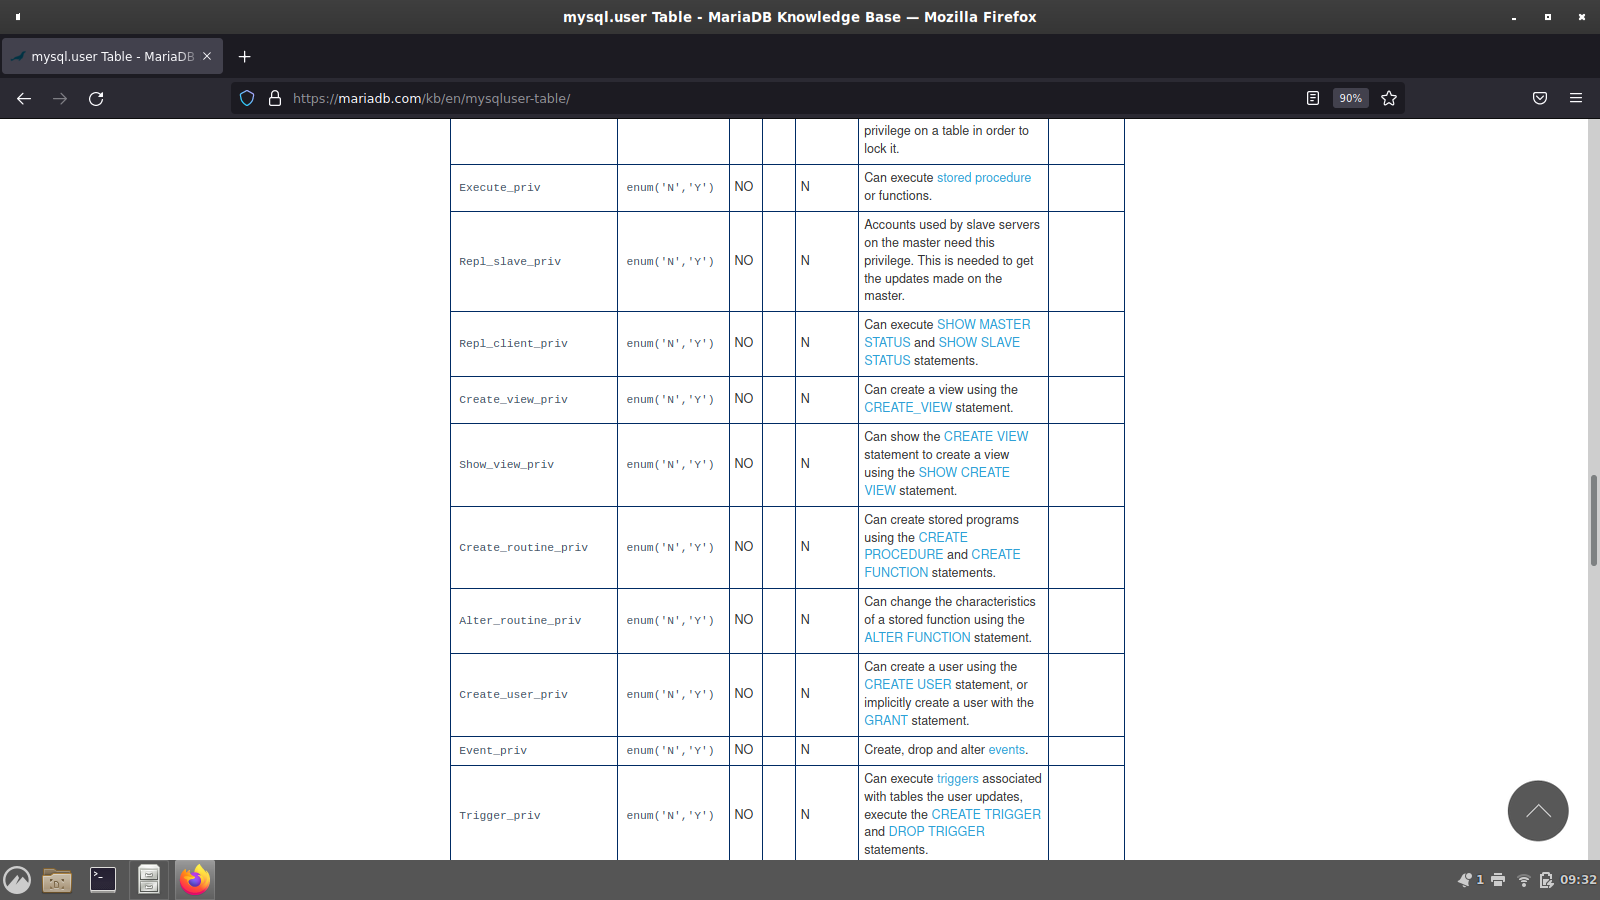 mysql.user Table - MariaDB Knowledge Base — Mozilla Firefox
mysql.user Table - MariaDB
https://mariadb.com/kb/en/mysqluser-table/
90%
privilege on a table in order to
lock it.
Execute_priv enum('N','Y') NO N Can execute stored procedure
or functions.
Repl_slave_priv enum('N','Y') NO N Accounts used by slave servers
on the master need this
privilege. This is needed to get
the updates made on the
master.
Repl_client_priv enum('N','Y') NO N Can execute SHOW MASTER
STATUS and SHOW SLAVE
STATUS statements.
Create_view_priv enum('N','Y') NO N Can create a view using the
CREATE_VIEW statement.
Show_view_priv enum('N','Y') NO N Can show the CREATE VIEW
statement to create a view
using the SHOW CREATE
VIEW statement.
Create_routine_priv enum('N','Y') NO N Can create stored programs
using the CREATE
PROCEDURE and CREATE
FUNCTION statements.
Alter_routine_priv enum('N','Y') NO N Can change the characteristics
of a stored function using the
ALTER FUNCTION statement.
Create_user_priv enum('N','Y') NO N Can create a user using the
CREATE USER statement, or
implicitly create a user with the
GRANT statement.
Event_priv enum('N','Y') NO N Create, drop and alter events.
Trigger_priv enum('N','Y') NO N Can execute triggers associated
with tables the user updates,
execute the CREATE TRIGGER
and DROP TRIGGER
statements.
1 09:32